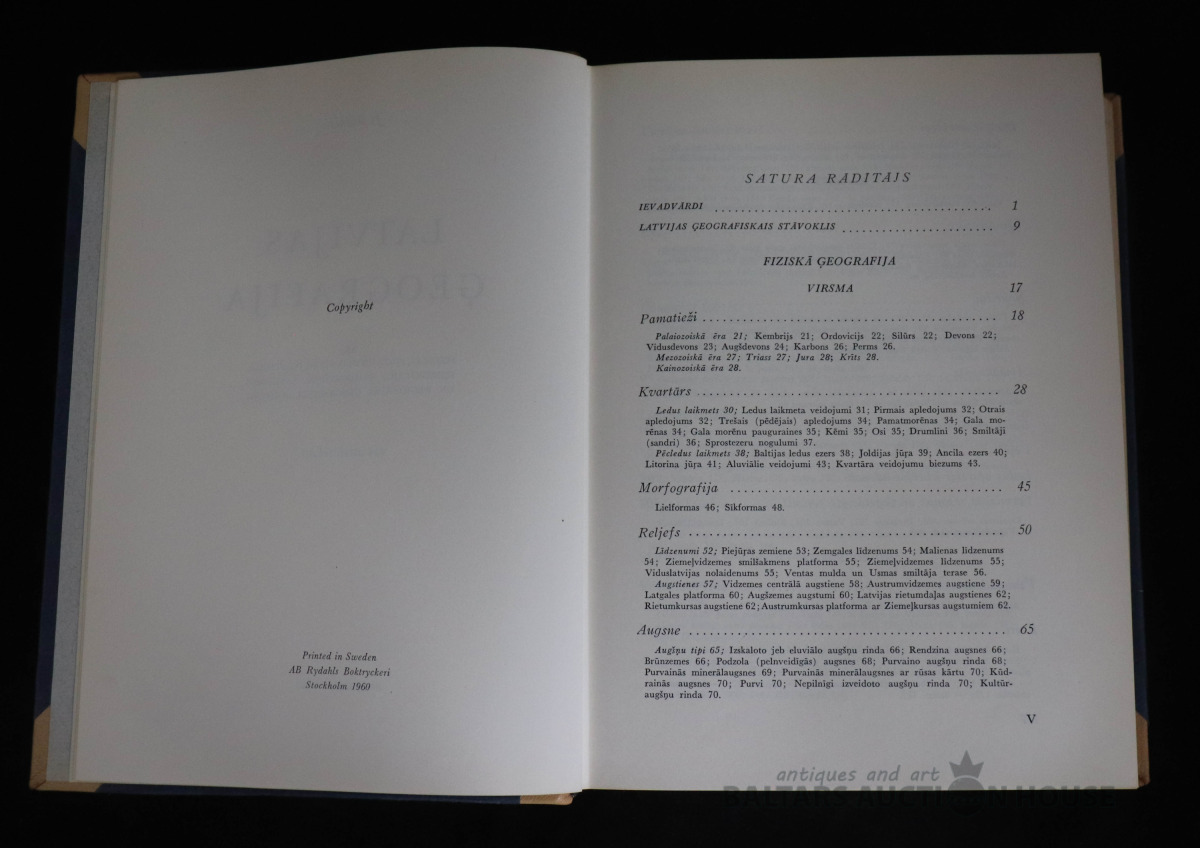 Copyright
Printed in Sweden
AB Rydahls Boktryckeri
Stockholm 1960
SATURA RĀDĪTĀJS
IEVADVĀRDI ........................................ 1
LATVIJAS ĢEOGRAFISKAIS STĀVOKLIS ...................... 9
FIZISKĀ ĢEOGRAFIJA
VIRSMA 17
Pamatieži ........................................... 18
Palaiozoiskā ēra 21; Kembrijs 21; Ordovicijs 22; Silūrs 22; Devons 22;
Vidusdevons 23; Augšdevons 24; Karbons 26; Perms 26.
Mezozoiskā ēra 27; Triass 27; Jura 28; Krīts 28.
Kainozoiskā ēra 28.
Kvartārs ............................................ 28
Ledus laikmets 30; Ledus laikmeta veidojumi 31; Pirmais apledojums 32; Otrais
apledojums 32; Trešais (pēdējais) apledojums 34; Pamatmorēnas 34; Gala mo-
rēnas 34; Gala morēnu pauguraines 35; Kēmi 35; Osi 35; Drumlini 36; Smiltāji
(sandri) 36; Sprostezeru nogulumi 37.
Pēcledus laikmets 38; Baltijas ledus ezers 38; Joldijas jūŗa 39; Ancila ezers 40;
Litorina jūŗa 41; Aluviālie veidojumi 43; Kvartāra veidojumu biezums 43.
Morfografija ........................................ 45
Lielformas 46; Sīkformas 48.
Reljefs ............................................. 50
Līdzenumi 52; Piejūŗas zemiene 53; Zemgales līdzenums 54; Malienas līdzenums
54; Ziemeļvidzemes smilšakmens platforma 55; Ziemeļvidzemes līdzenums 55;
Viduslatvijas nolaidenums 55; Ventas mulda un Usmas smiltāja terase 56.
Augstienes 57; Vidzemes centrālā augstiene 58; Austrumvidzemes augstiene 59;
Latgales platforma 60; Augšzemes augstumi 60; Latvijas rietumdaļas augstienes 62;
Rietumkursas augstiene 62; Austrumkursas platforma ar Ziemeļkursas augstumiem 62.
Augsne .............................................. 65
Augšņu tipi 65; Izskaloto jeb eluviālo augšņu rinda 66; Rendzina augsnes 66;
Brūnzemes 66; Podzola (pelnveidīgās) augsnes 68; Purvaino augšņu rinda 68;
Purvainās minerālaugsnes 69; Purvainās minerālaugsnes ar rūsas kārtu 70; Kūd-
rainās augsnes 70; Purvi 70; Nepilnīgi izveidoto augšņu rinda 70; Kultūr-
augšņu rinda 70.
V
antiques and art
BALTARS AUCTION HOUSE